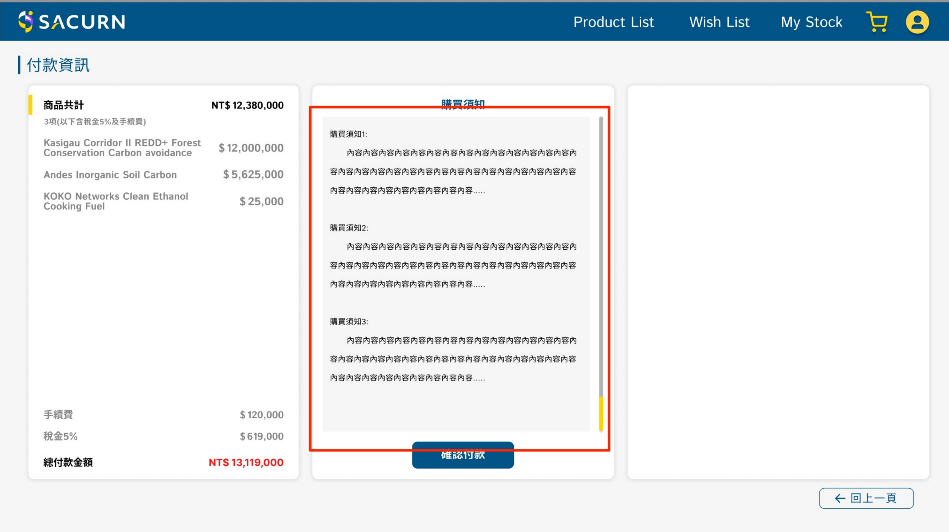 SACURN
Product List
Wish List
My Stock
付款資訊
商品共計 NT$ 12,380,000
3項(以下含稅金5%及手續費)
Kasigau Corridor II REDD+ Forest
Conservation Carbon avoidance
$ 12,000,000
Andes Inorganic Soil Carbon $ 5,625,000
KOKO Networks Clean Ethanol
Cooking Fuel
$ 25,000
手續費 $ 120,000
稅金5% $ 619,000
總付款金額 NT$ 13,119,000
購買須知
購買須知1:
內容內容內容內容內容內容內容內容內容內容內容內容內容內容內
容內容內容內容內容內容內容內容內容內容內容內容內容內容內容內容
內容內容內容內容內容內容內容內容內容.....
購買須知2:
內容內容內容內容內容內容內容內容內容內容內容內容內容內容內
容內容內容內容內容內容內容內容內容內容內容內容內容內容內容內容
內容內容內容內容內容內容內容內容內容.....
購買須知3:
內容內容內容內容內容內容內容內容內容內容內容內容內容內容內
容內容內容內容內容內容內容內容內容內容內容內容內容內容內容內容
內容內容內容內容內容內容內容內容內容.....
確認付款
← 回上一頁